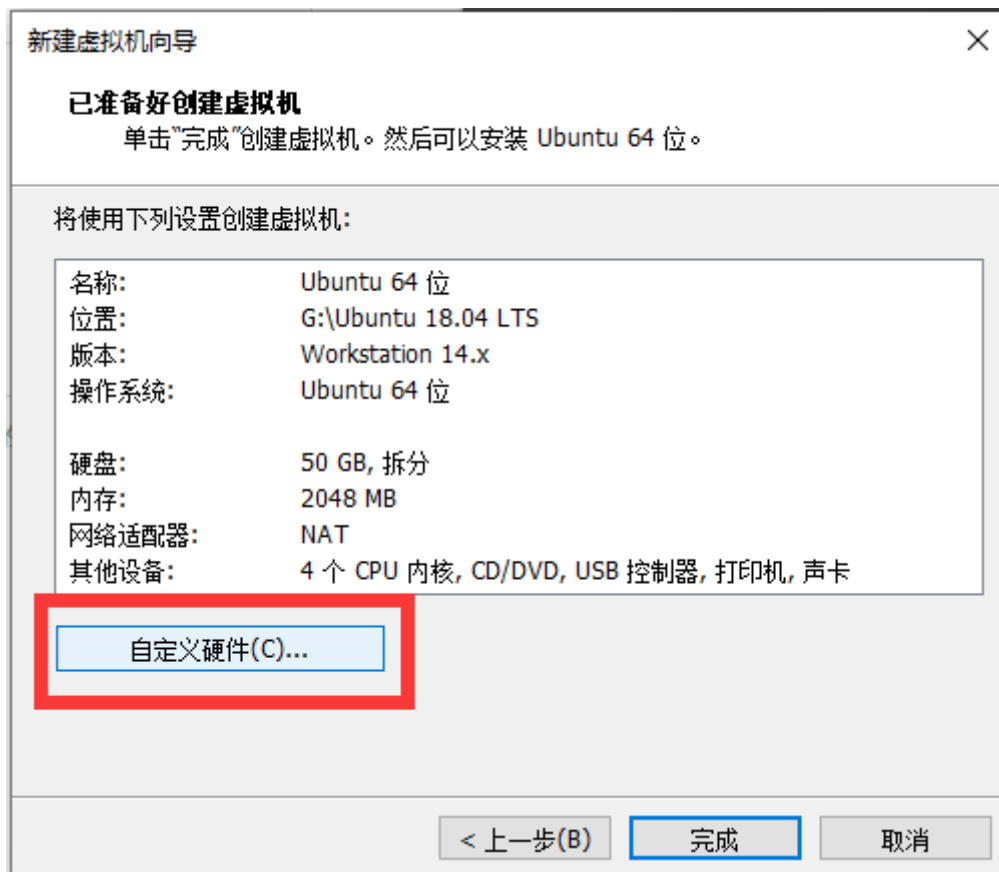 新建虚拟机向导
已准备好创建虚拟机
单击"完成"创建虚拟机。然后可以安装 Ubuntu 64 位。
将使用下列设置创建虚拟机:
名称: Ubuntu 64 位
位置: G:\Ubuntu 18.04 LTS
版本: Workstation 14.x
操作系统: Ubuntu 64 位
硬盘: 50 GB, 拆分
内存: 2048 MB
网络适配器: NAT
其他设备: 4 个 CPU 内核, CD/DVD, USB 控制器, 打印机, 声卡
自定义硬件(C)...
< 上一步(B) 完成 取消